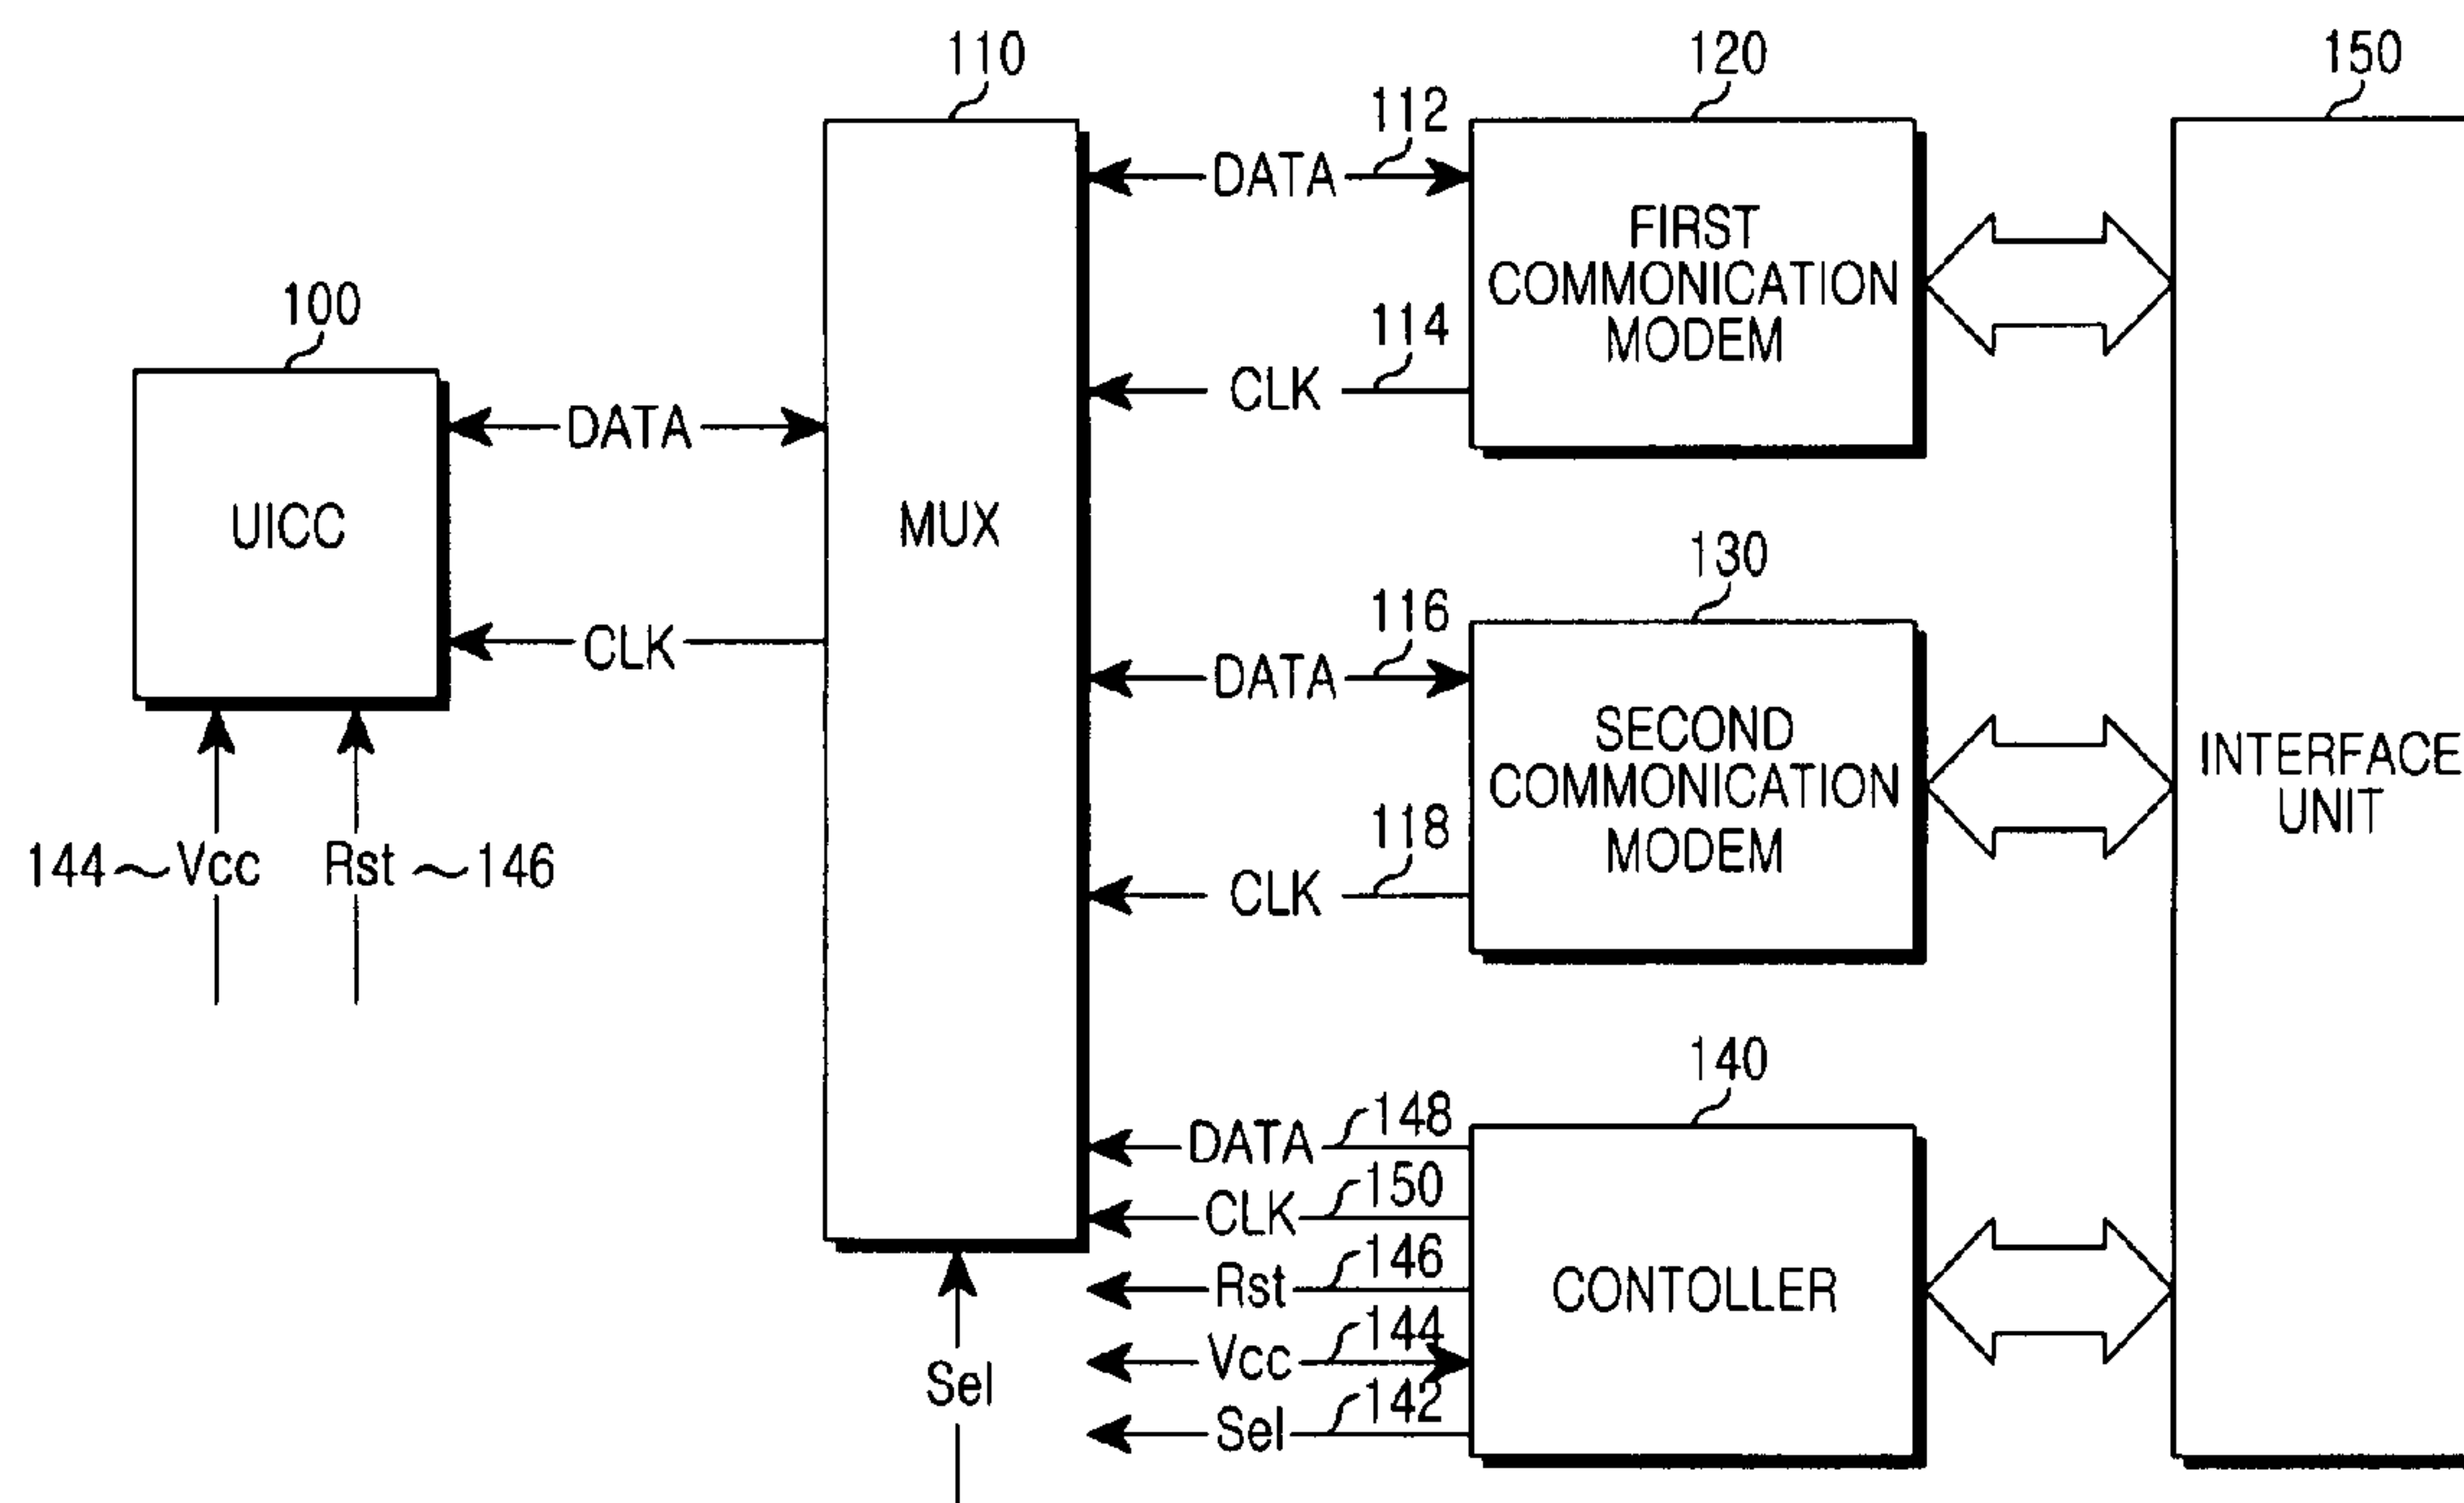 110
120
150
112
DATA
FIRST
COMMONICATION
MODEM
100
114
CLK
DATA
UICC
MUX
130
116
CLK
DATA
SECOND
COMMONICATION
MODEM
INTERFACE
UNIT
118
144 Vcc
Rst 146
CLK
140
148
DATA
150
CLK
146
Rst
CONTOLLER
144
Vcc
Sel
142
Sel